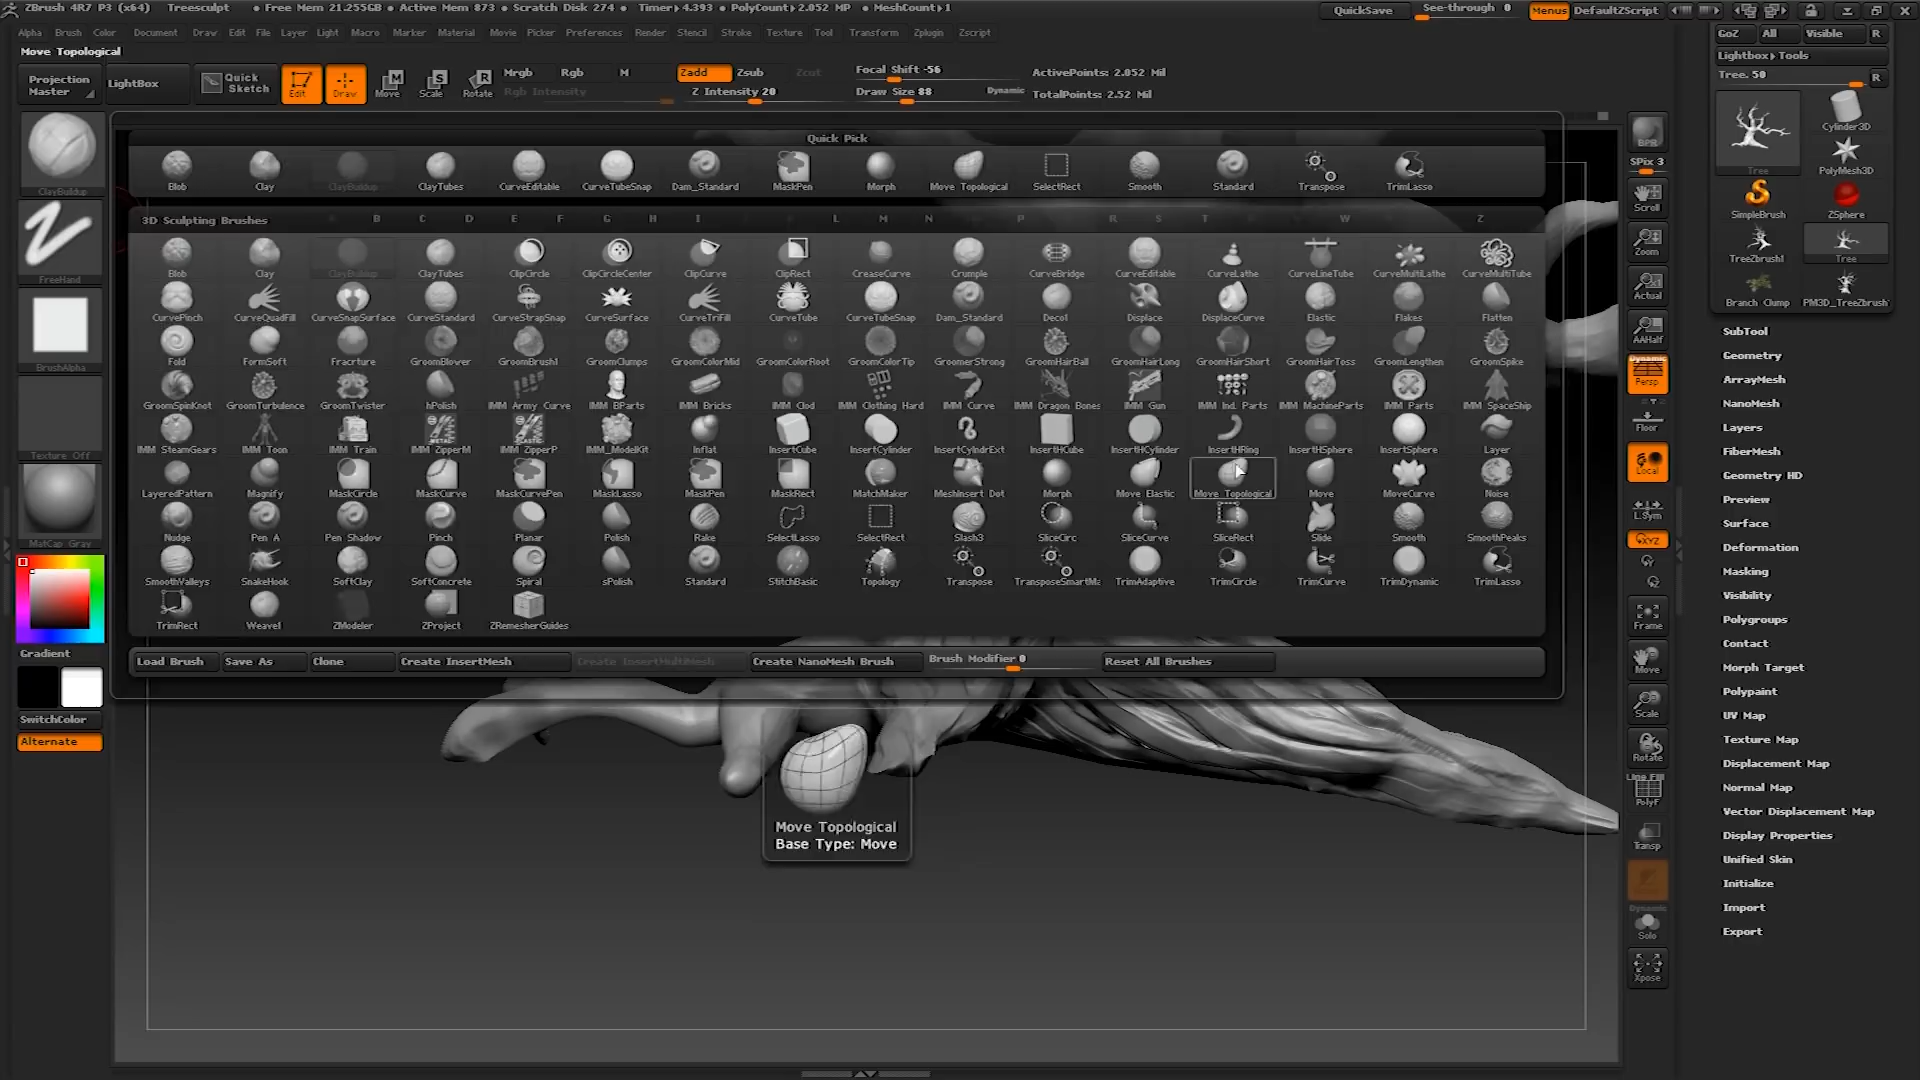 ZBrush 4R7 P3 (x64) Treesculpt • Free Mem 21.255GB • Active Mem 873 • Scratch Disk 274 • Timer▸4.393 • PolyCount▸2.052 MP • MeshCount▸1 QuickSave See-through 0 Menus DefaultZScript
Alpha Brush Color Document Draw Edit File Layer Light Macro Marker Material Movie Picker Preferences Render Stencil Stroke Texture Tool Transform Zplugin Zscript
Move Topological
Projection Master LightBox Quick Sketch Edit Draw Move Scale Rotate
Mrgb Rgb M Zadd Zsub Zcut Focal Shift -56 ActivePoints: 2.052 Mil
Rgb Intensity Z Intensity 20 Draw Size 88 Dynamic TotalPoints: 2.52 Mil
Quick Pick
Blob Clay ClayBuildup ClayTubes CurveEditable CurveTubeSnap Dam_Standard MaskPen Morph Move Topological SelectRect Smooth Standard Transpose TrimLasso
3D Sculpting Brushes B C D E F G H I L M N P R S T W Z
Blob Clay ClayBuildup ClayTubes ClipCircle ClipCircleCenter ClipCurve ClipRect CreaseCurve Crumple CurveBridge CurveEditable CurveLathe CurveLineTube CurveMultiLathe CurveMultiTube
CurvePinch CurveQuadFill CurveSnapSurface CurveStandard CurveStrapSnap CurveSurface CurveTriFill CurveTube CurveTubeSnap Dam_Standard Deco1 Displace DisplaceCurve Elastic Flakes Flatten
Fold FormSoft Fracrture GroomBlower GroomBrush1 GroomClumps GroomColorMid GroomColorRoot GroomColorTip GroomerStrong GroomHairBall GroomHairLong GroomHairShort GroomHairToss GroomLengthen GroomSpike
GroomSpinKnot GroomTurbulence GroomTwister hPolish IMM Army Curve IMM BParts IMM Bricks IMM Clod IMM Clothing Hard IMM Curve IMM Dragon Bones IMM Gun IMM Ind. Parts IMM MachineParts IMM Parts IMM SpaceShip
IMM SteamGears IMM Toon IMM Train IMM ZipperM IMM ZipperP IMM_ModelKit Inflat InsertCube InsertCylinder InsertCylndrExt InsertHCube InsertHCylinder InsertHRing InsertHSphere InsertSphere Layer
LayeredPattern Magnify MaskCircle MaskCurve MaskCurvePen MaskLasso MaskPen MaskRect MatchMaker MeshInsert Dot Morph Move Elastic Move Topological Move MoveCurve Noise
Nudge Pen A Pen Shadow Pinch Planar Polish Rake SelectLasso SelectRect Slash3 SliceCirc SliceCurve SliceRect Slide Smooth SmoothPeaks
SmoothValleys SnakeHook SoftClay SoftConcrete Spiral sPolish Standard StitchBasic Topology Transpose TransposeSmartMa TrimAdaptive TrimCircle TrimCurve TrimDynamic TrimLasso
TrimRect Weave1 ZModeler ZProject ZRemesherGuides
Load Brush Save As Clone Create InsertMesh Create InsertMultiMesh Create NanoMesh Brush Brush Modifier 0 Reset All Brushes
Move Topological
Base Type: Move
ClayBuildup
FreeHand
BrushAlpha
Texture Off
MatCap Gray
Gradient
SwitchColor
Alternate
BPR
SPix 3
Scroll
Zoom
Actual
AAHalf
Dynamic
Persp
Floor
Local
L.Sym
XYZ
Frame
Move
Scale
Rotate
Line Fill
PolyF
Transp
Dynamic
Solo
Xpose
GoZ All Visible R
Lightbox▸Tools
Tree. 50 R
Tree Cylinder3D
PolyMesh3D
SimpleBrush ZSphere
TreeZbrush1 Tree
Branch Clump PM3D_TreeZbrush
SubTool
Geometry
ArrayMesh
NanoMesh
Layers
FiberMesh
Geometry HD
Preview
Surface
Deformation
Masking
Visibility
Polygroups
Contact
Morph Target
Polypaint
UV Map
Texture Map
Displacement Map
Normal Map
Vector Displacement Map
Display Properties
Unified Skin
Initialize
Import
Export